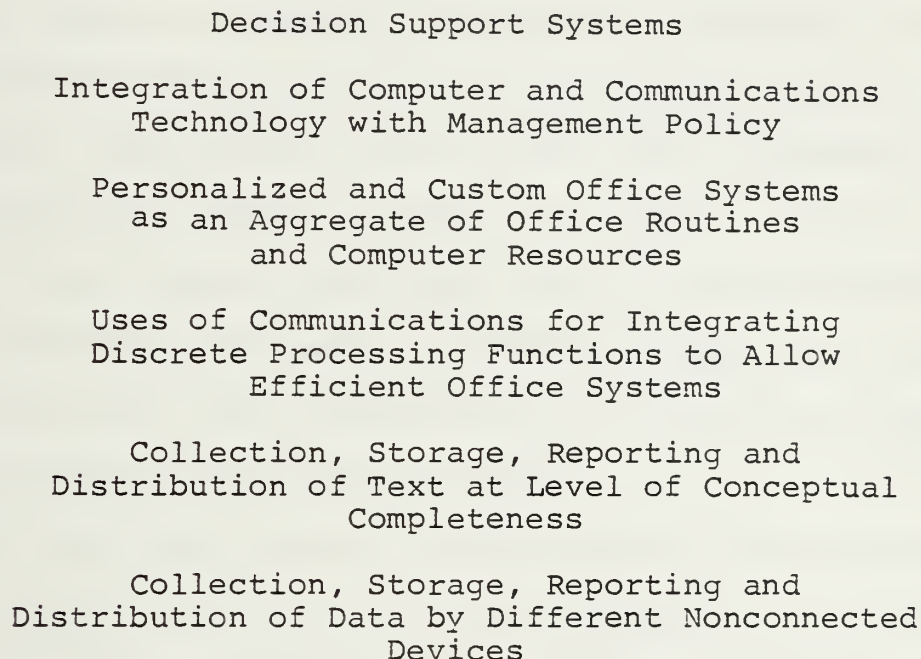 Decision Support Systems
Integration of Computer and Communications
Technology with Management Policy
Personalized and Custom Office Systems
as an Aggregate of Office Routines
and Computer Resources
Uses of Communications for Integrating
Discrete Processing Functions to Allow
Efficient Office Systems
Collection, Storage, Reporting and
Distribution of Text at Level of Conceptual
Completeness
Collection, Storage, Reporting and
Distribution of Data by Different Nonconnected
Devices